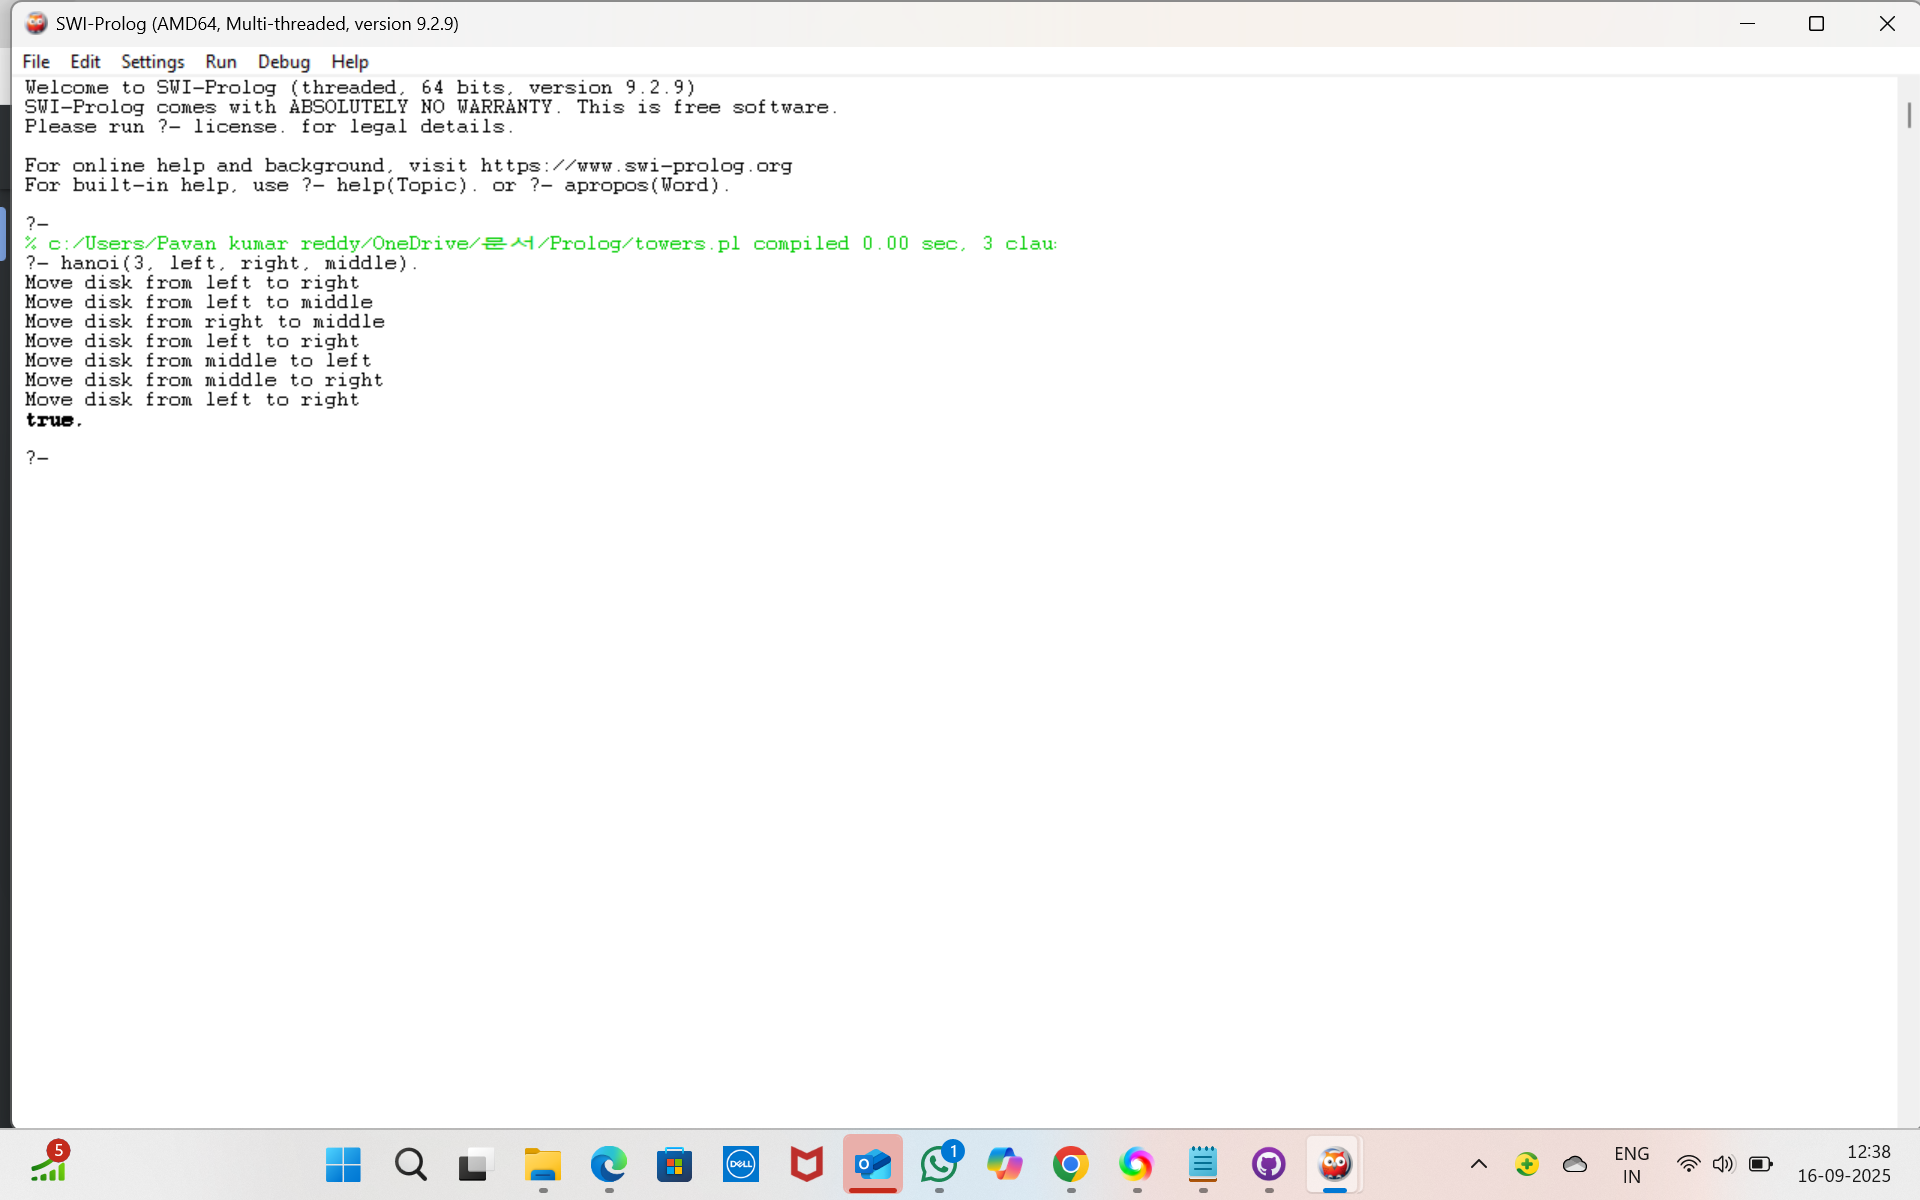 SWI-Prolog (AMD64, Multi-threaded, version 9.2.9)
File Edit Settings Run Debug Help
Welcome to SWI-Prolog (threaded, 64 bits, version 9.2.9)
SWI-Prolog comes with ABSOLUTELY NO WARRANTY. This is free software.
Please run ?- license. for legal details.
For online help and background, visit https://www.swi-prolog.org
For built-in help, use ?- help(Topic). or ?- apropos(Word).
?-
% c:/Users/Pavan kumar reddy/OneDrive/문서/Prolog/towers.pl compiled 0.00 sec, 3 clau
?- hanoi(3, left, right, middle).
Move disk from left to right
Move disk from left to middle
Move disk from right to middle
Move disk from left to right
Move disk from middle to left
Move disk from middle to right
Move disk from left to right
true.
?-
5
DELL
O
1
ENG
IN
12:38
16-09-2025